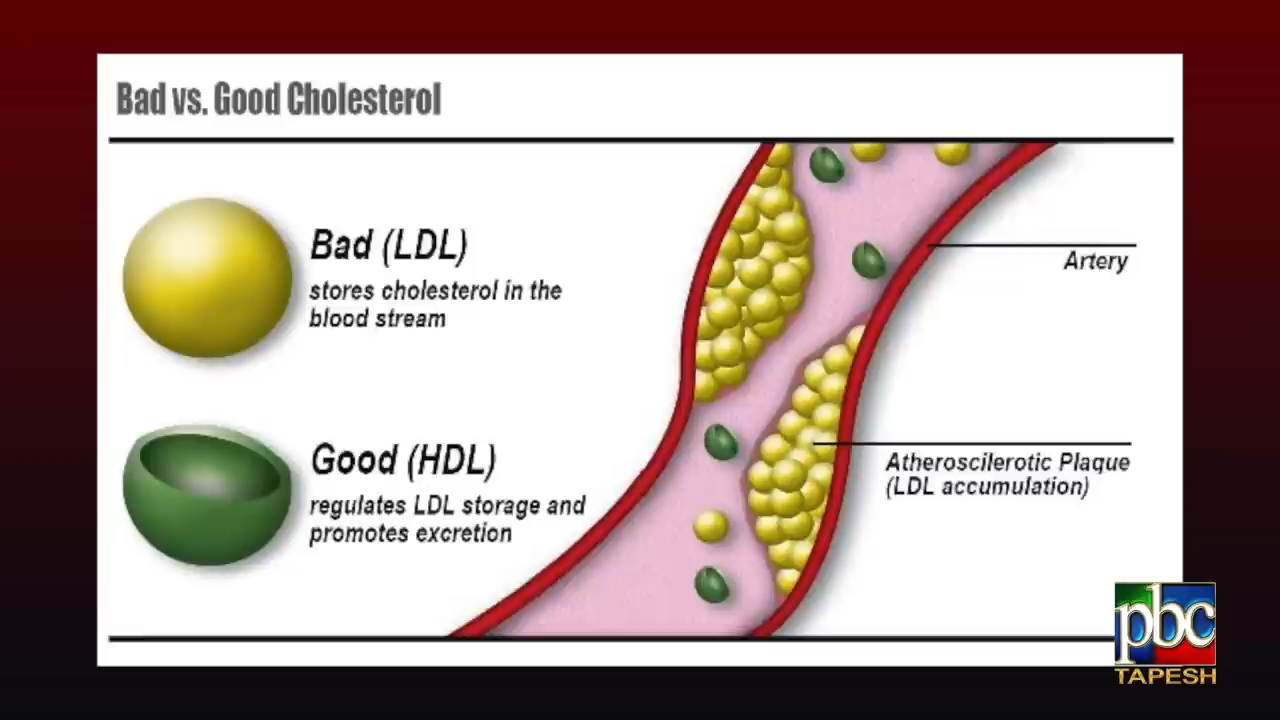 Bad vs. Good Cholesterol
Bad (LDL)
stores cholesterol in the
blood stream
Good (HDL)
regulates LDL storage and
promotes excretion
Artery
Atheroscilerotic Plaque
(LDL accumulation)
pbc
TAPESH